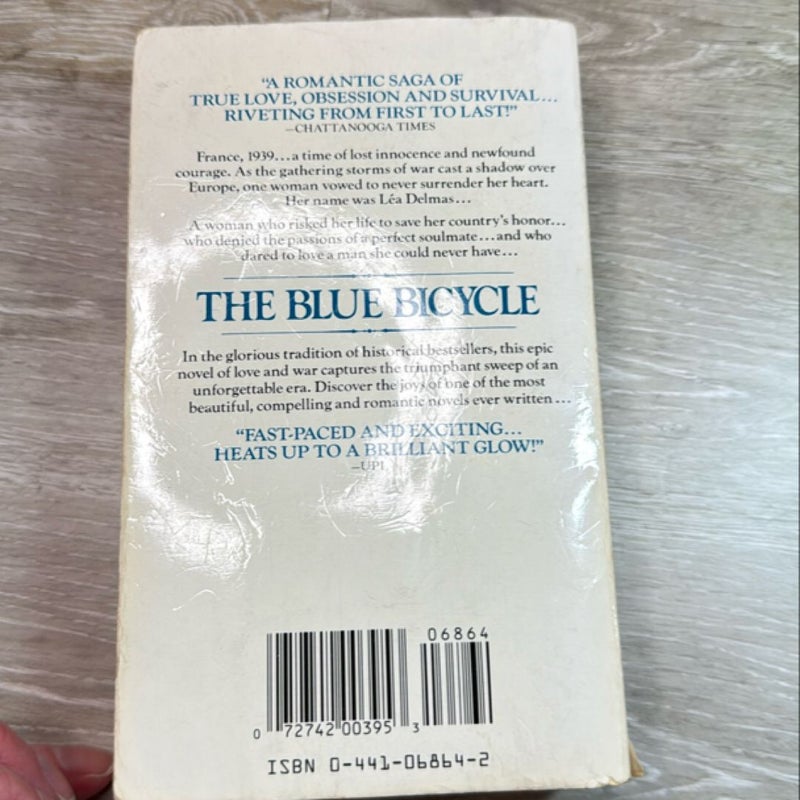 “A ROMANTIC SAGA OF
TRUE LOVE, OBSESSION AND SURVIVAL...
RIVETING FROM FIRST TO LAST!”
—CHATTANOOGA TIMES
France, 1939...a time of lost innocence and newfound
courage. As the gathering storms of war cast a shadow over
Europe, one woman vowed to never surrender her heart.
Her name was Léa Delmas...
A woman who risked her life to save her country's honor...
who denied the passions of a perfect soulmate...and who
dared to love a man she could never have...
THE BLUE BICYCLE
In the glorious tradition of historical bestsellers, this epic
novel of love and war captures the triumphant sweep of an
unforgettable era. Discover the joys of one of the most
beautiful, compelling and romantic novels ever written...
“FAST-PACED AND EXCITING...
HEATS UP TO A BRILLIANT GLOW!”
—UPI
06864
0 72742 00395 3
ISBN 0-441-06864-2